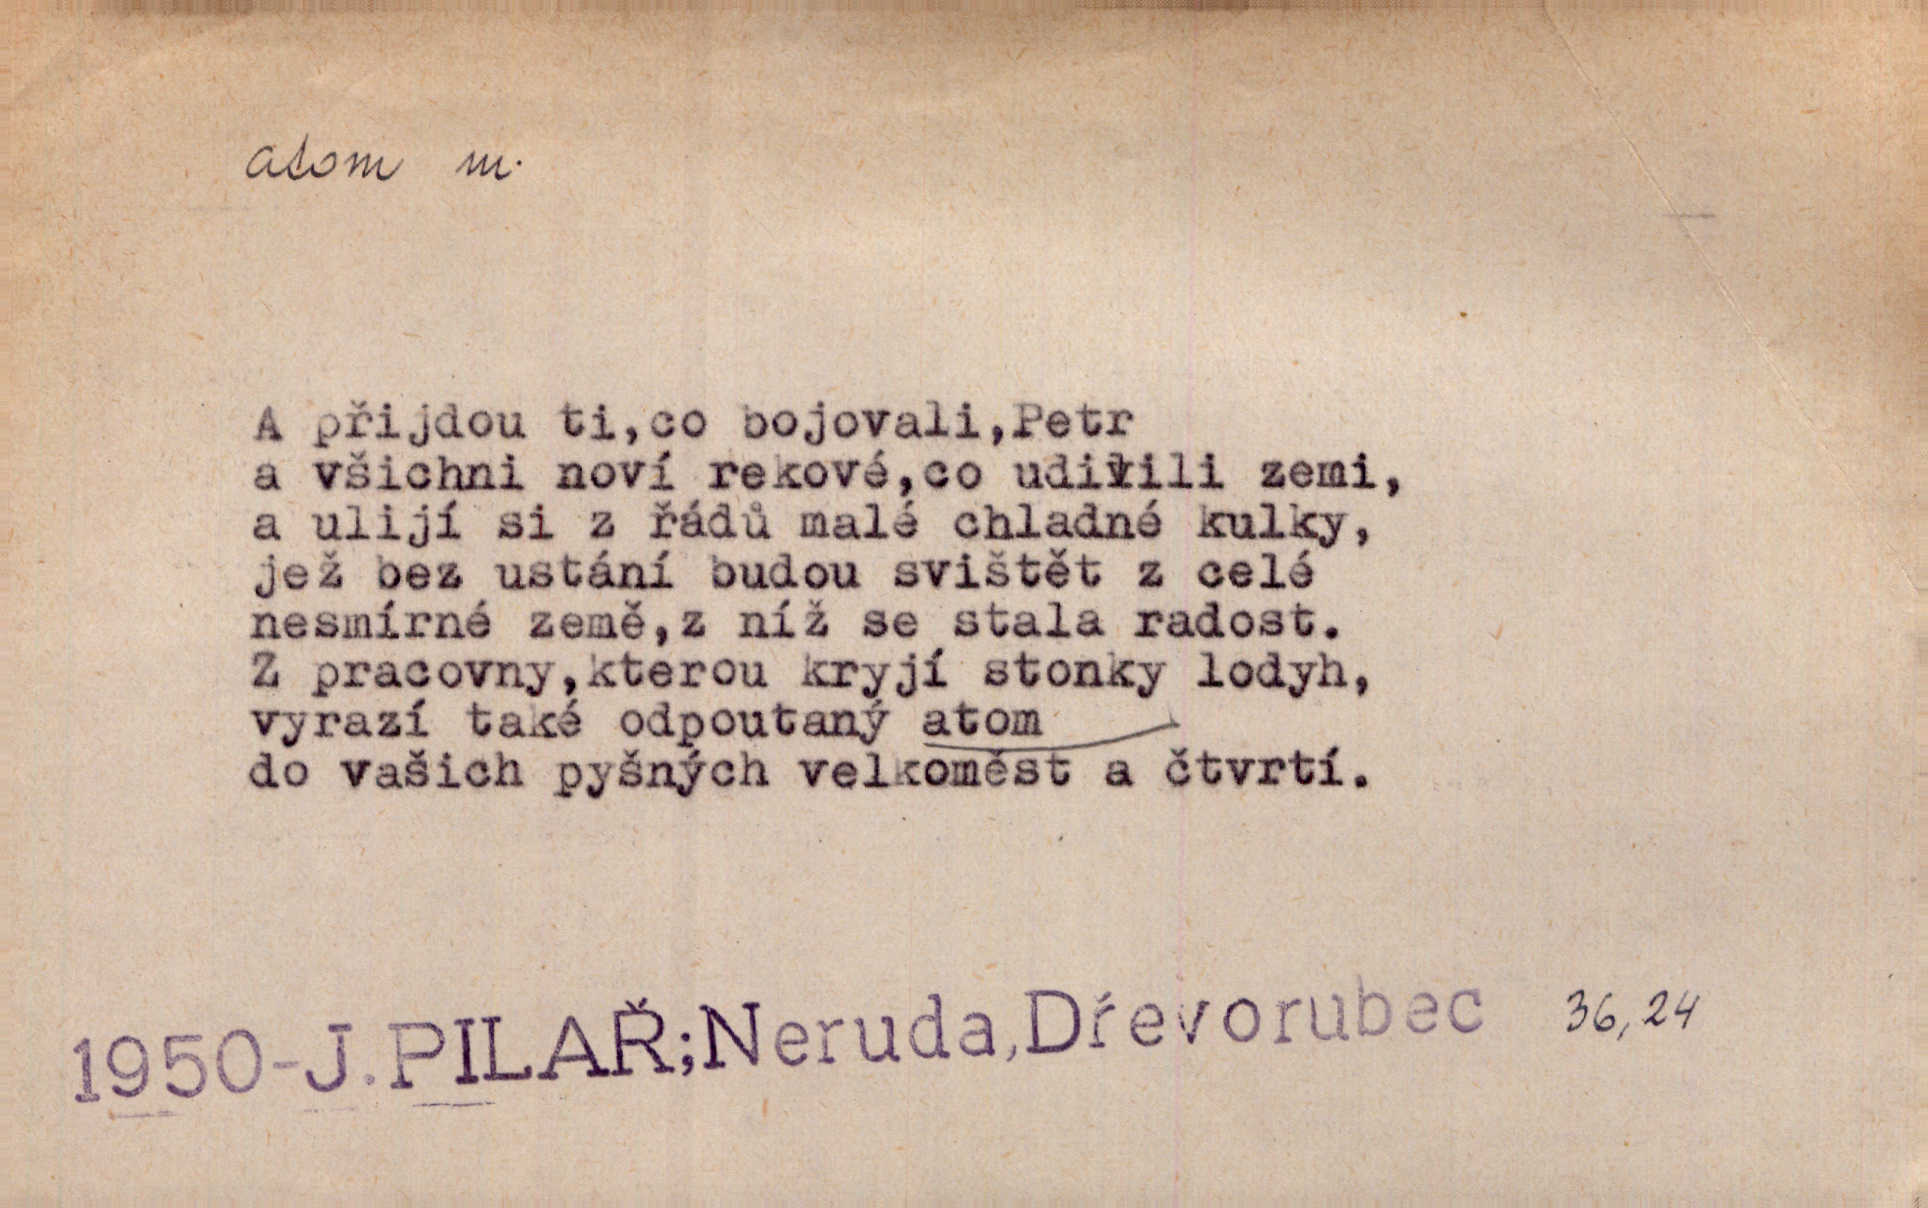 atom m.
A přijdou ti,co bojovali,Petr
a všichni noví rekové,co udivili zemi,
a ulijí si z řádů malé chladné kulky,
jež bez ustání budou svištět z celé
nesmírné země,z níž se stala radost.
Z pracovny,kterou kryjí stonky lodyh,
vyrazí také odpoutaný atom
do vašich pyšných velkoměst a čtvrtí.
1950-J.PILAŘ;Neruda,Dřevorubec 36,24